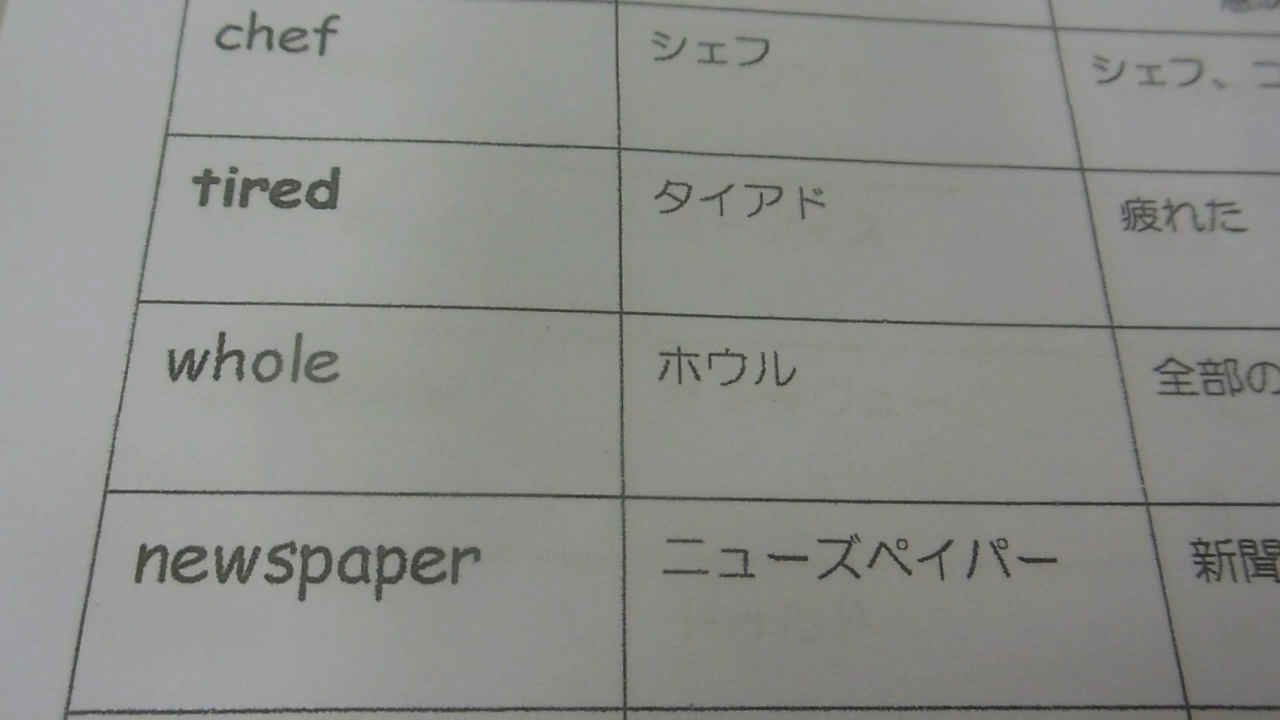 chef シェフ シェフ、コ
tired タイアド 疲れた
whole ホウル 全部の
newspaper ニューズペイパー 新聞